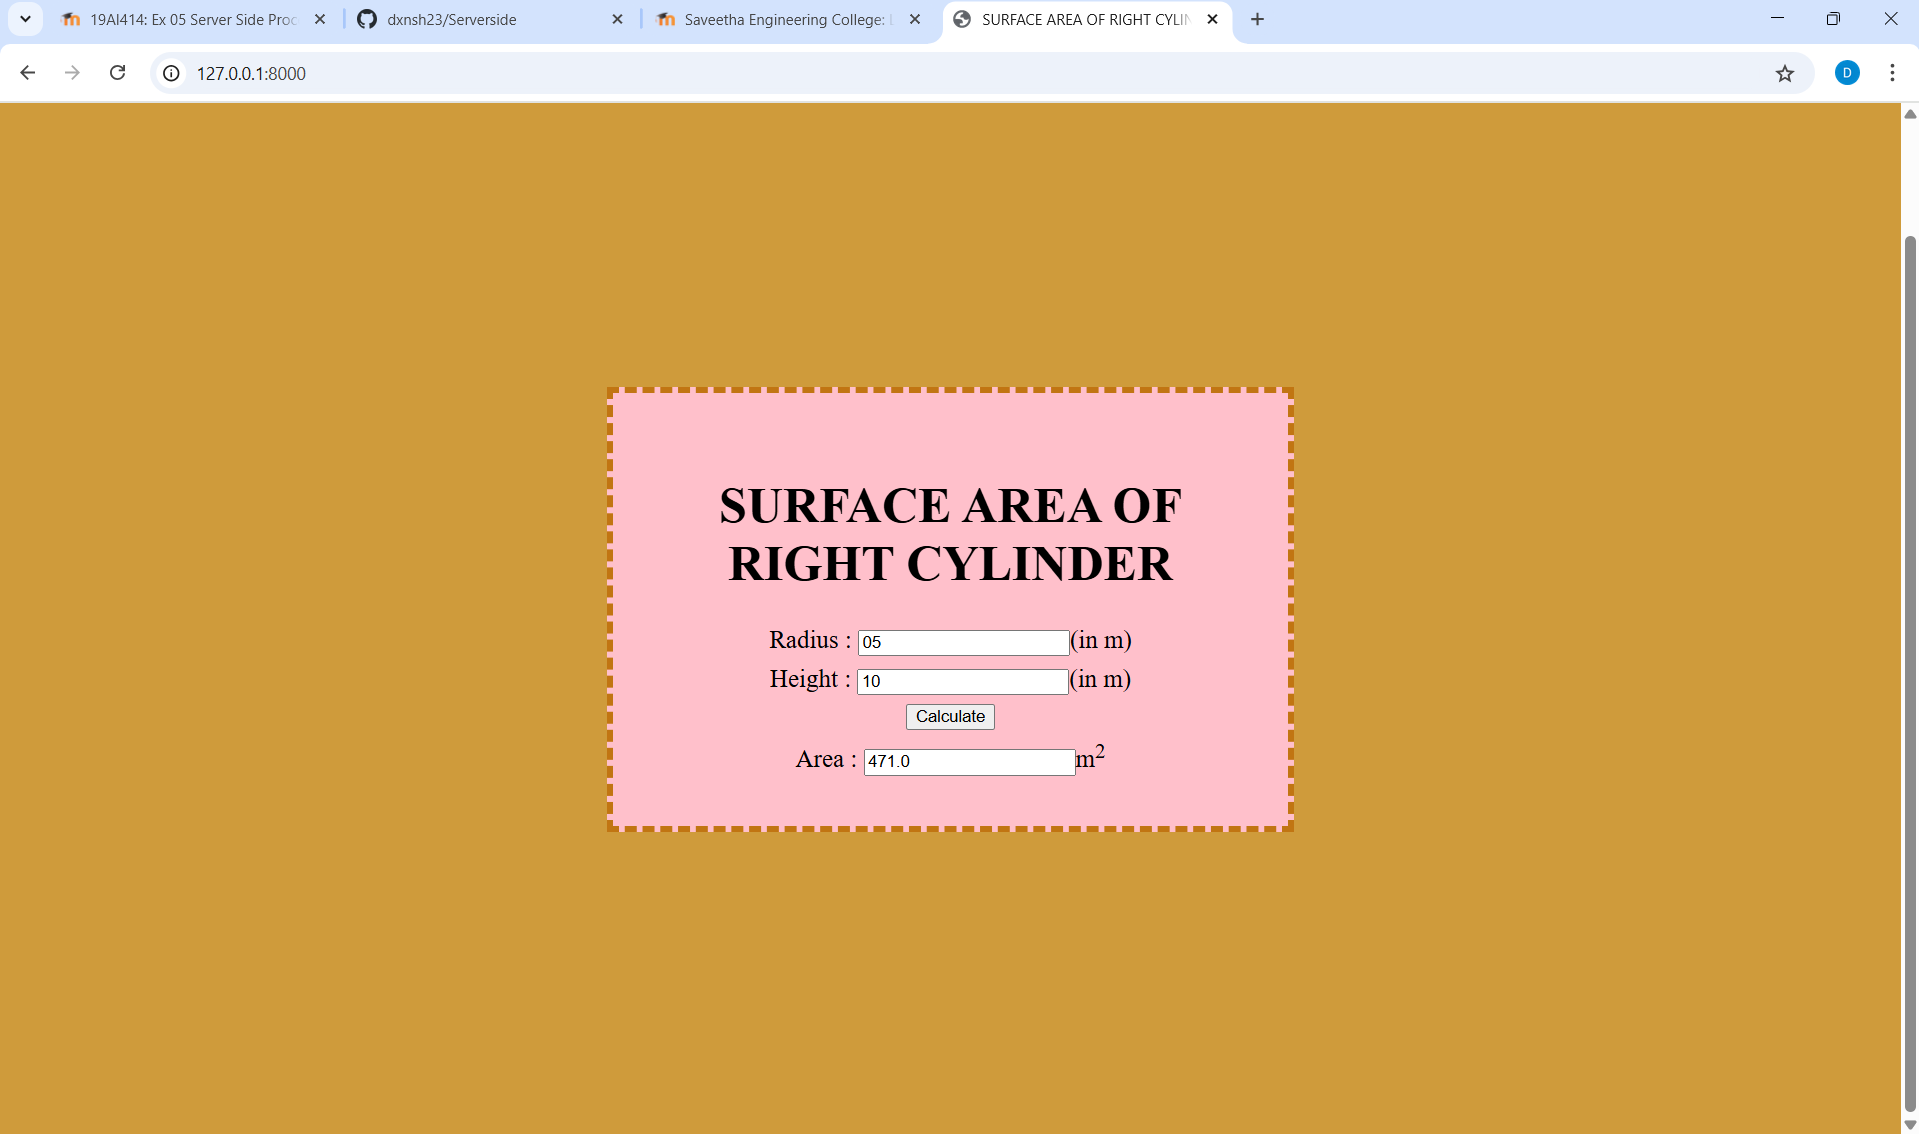 19AI414: Ex 05 Server Side Proc
dxnsh23/Serverside
Saveetha Engineering College:
SURFACE AREA OF RIGHT CYLIN
127.0.0.1:8000
D
SURFACE AREA OF
RIGHT CYLINDER
Radius : 05 (in m)
Height : 10 (in m)
Calculate
Area : 471.0 m²